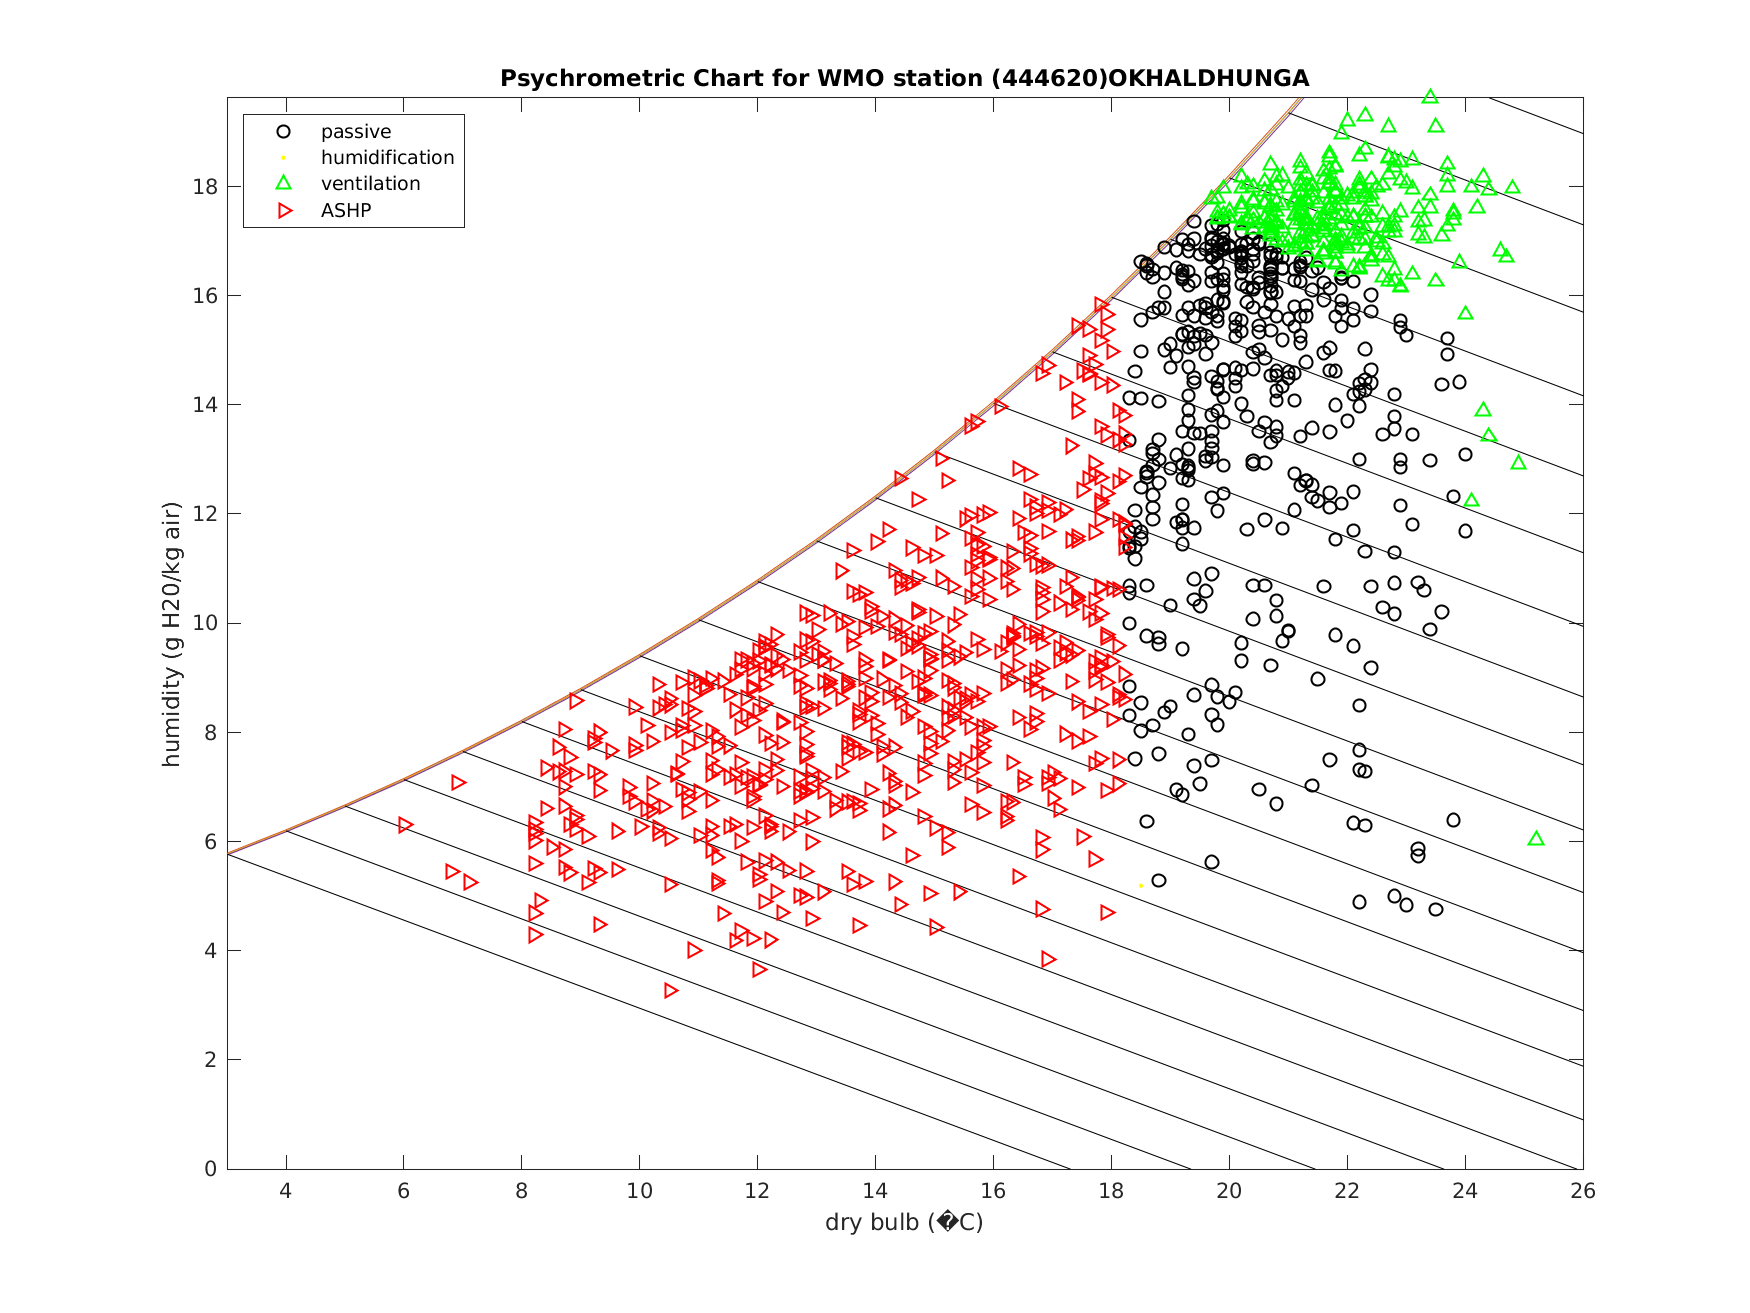 Psychrometric Chart for WMO station (444620)OKHALDHUNGA
passive
humidification
ventilation
ASHP
humidity (g H20/kg air)
18
16
14
12
10
8
6
4
2
0
4 6 8 10 12 14 16 18 20 22 24 26
dry bulb (�C)